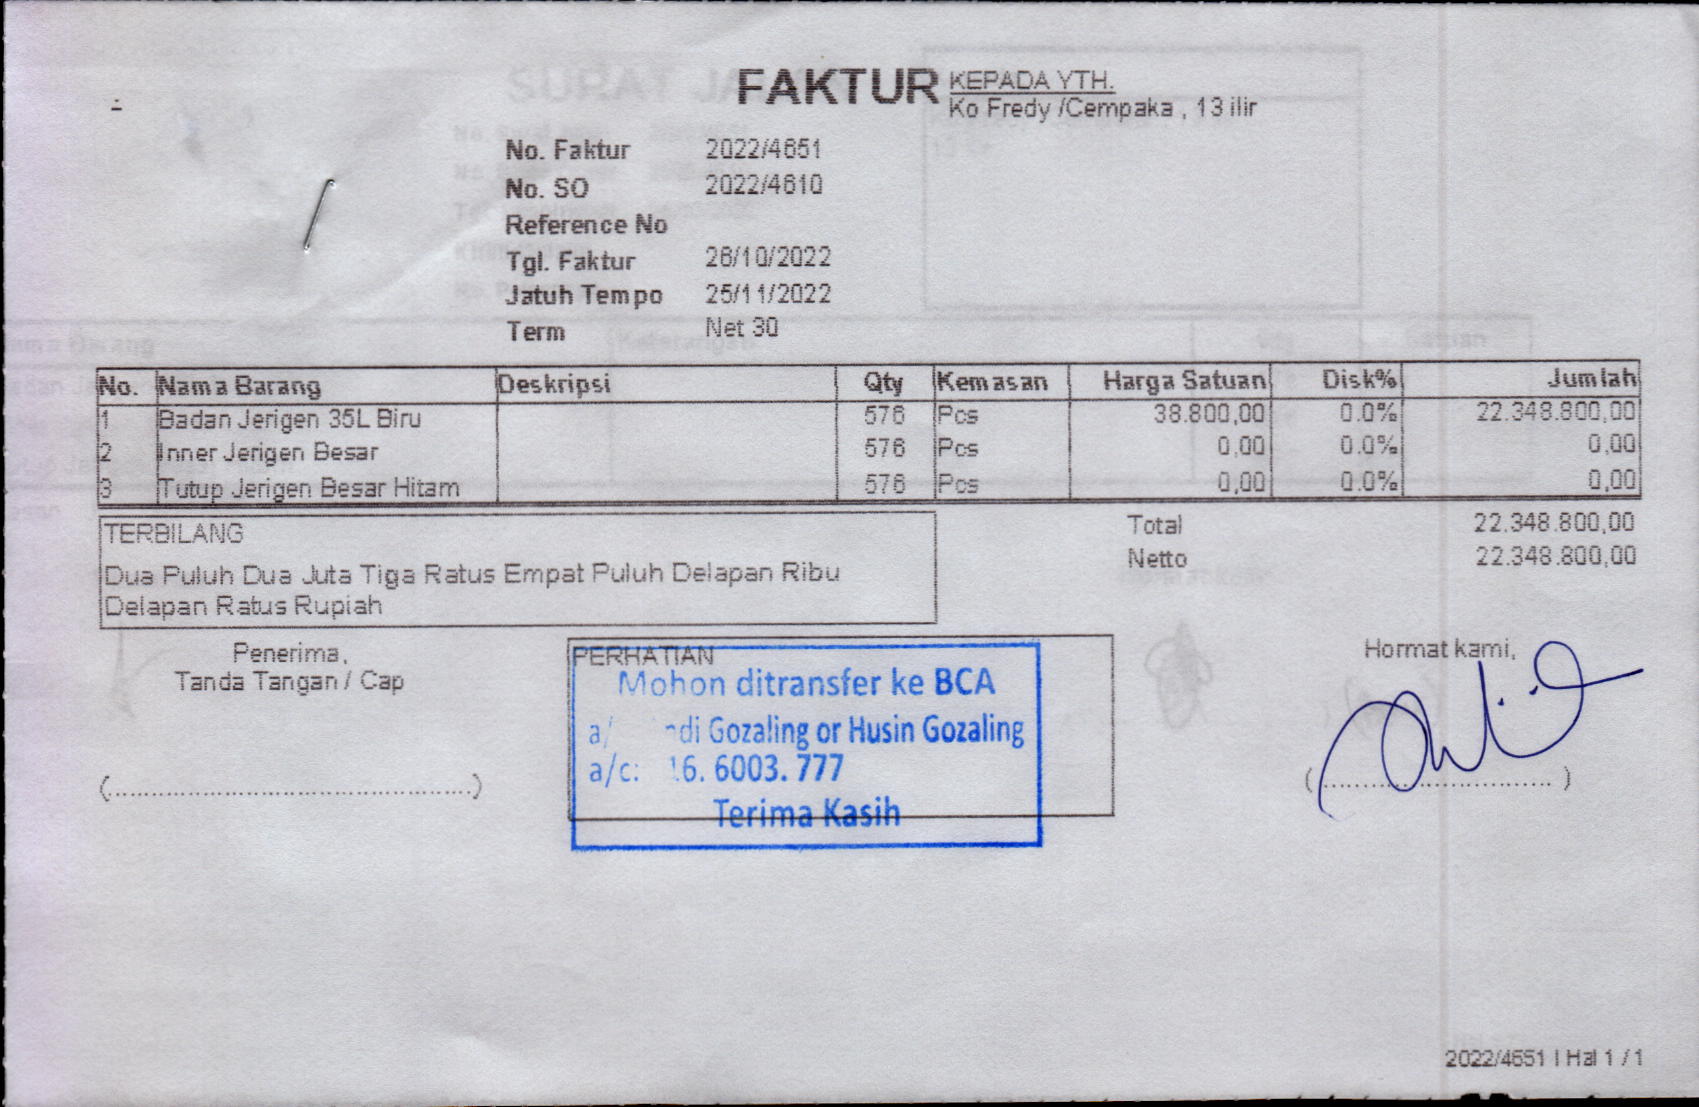 FAKTUR
KEPADA YTH.
Ko Fredy /Cempaka , 13 ilir
No. Faktur 2022/4651
No. SO 2022/4610
Reference No
Tgl. Faktur 26/10/2022
Jatuh Tempo 25/11/2022
Term Net 30
No. Nama Barang Deskripsi Qty Kemasan Harga Satuan Disk% Jumlah
1 Badan Jerigen 35L Biru 576 Pcs 38.800,00 0.0% 22.348.800,00
2 Inner Jerigen Besar 576 Pcs 0,00 0.0% 0,00
3 Tutup Jerigen Besar Hitam 576 Pcs 0,00 0.0% 0,00
TERBILANG
Dua Puluh Dua Juta Tiga Ratus Empat Puluh Delapan Ribu
Delapan Ratus Rupiah
Total 22.348.800,00
Netto 22.348.800,00
Penerima,
Tanda Tangan / Cap
PERHATIAN
Mohon ditransfer ke BCA
Gozaling or Husin Gozaling
a/c: 6. 6003. 777
Terima Kasih
Hormat kami,
2022/4651 | Hal 1 / 1